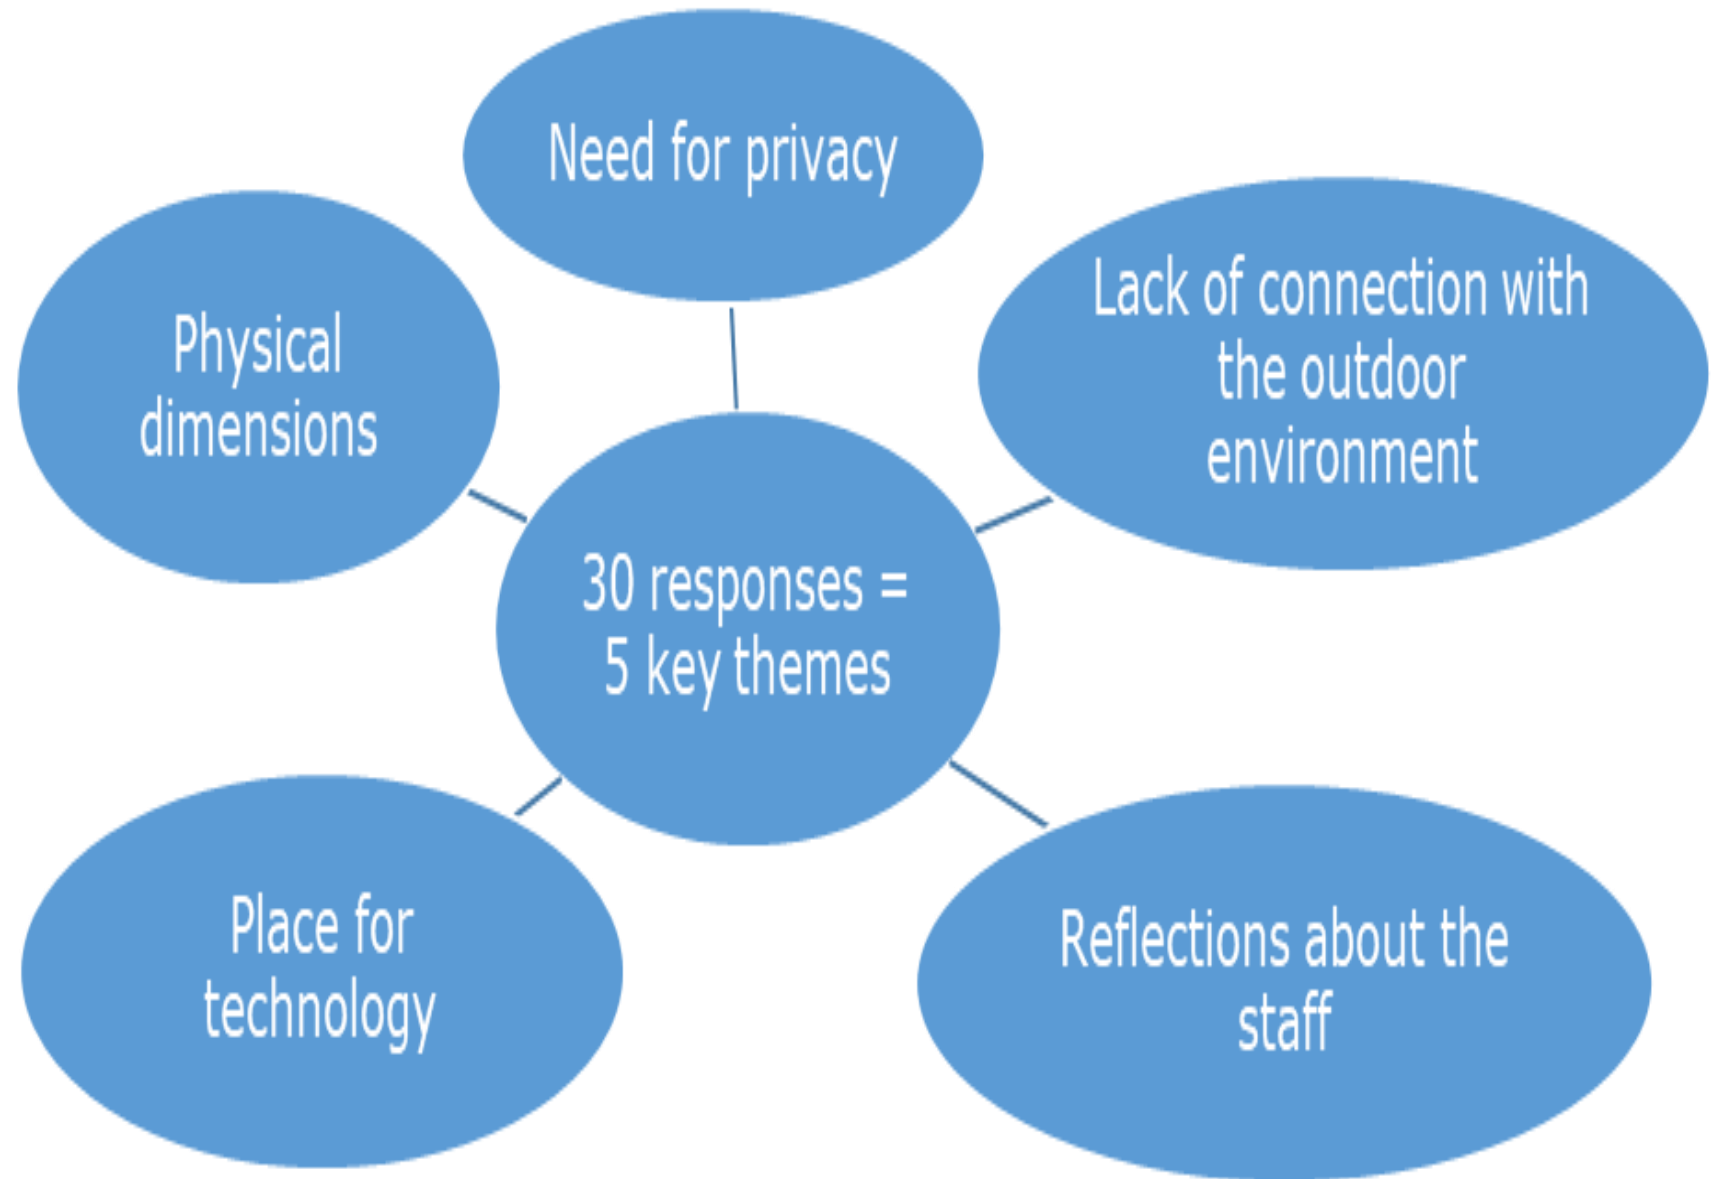 Need for privacy
Physical
dimensions
Lack of connection with
the outdoor
environment
30 responses =
5 key themes
Place for
technology
Reflections about the
staff